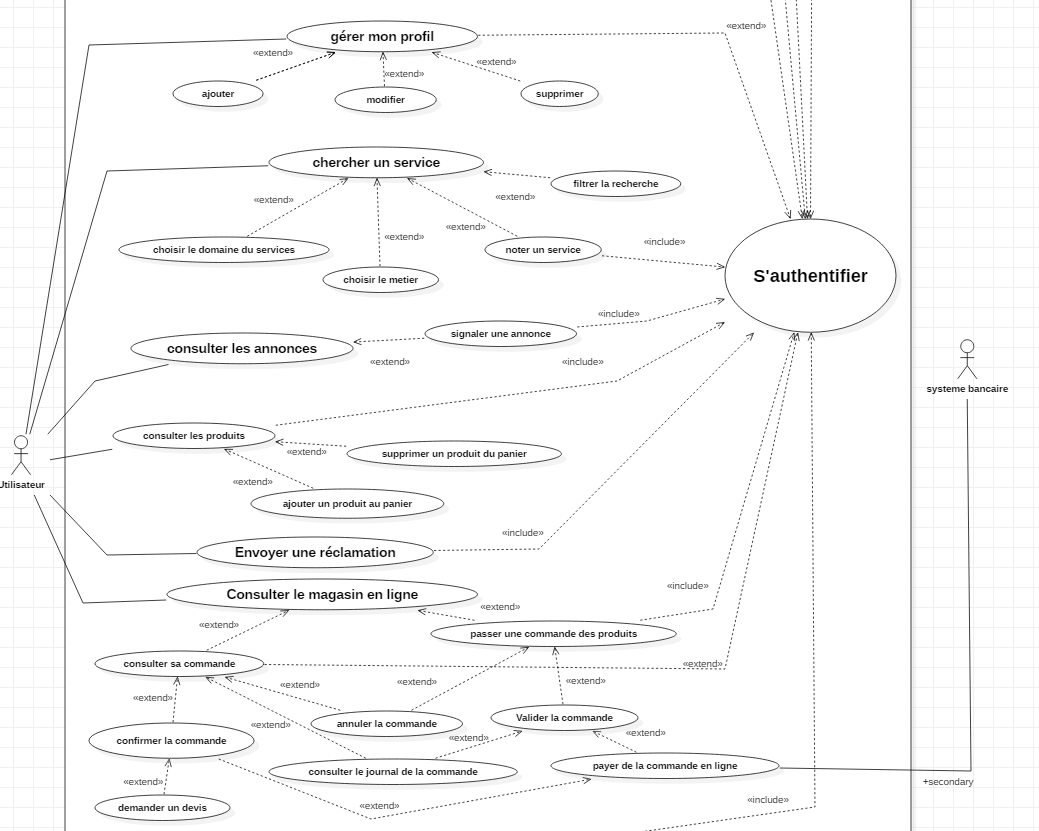 «extend»
gérer mon profil
«extend»
«extend»
«extend»
ajouter
modifier
supprimer
chercher un service
filtrer la recherche
«extend»
«extend»
«extend»
«extend»
choisir le domaine du services
noter un service
«include»
choisir le metier
S'authentifier
«include»
signaler une annonce
consulter les annonces
«extend»
«include»
systeme bancaire
consulter les produits
«extend»
supprimer un produit du panier
Utilisateur
«extend»
ajouter un produit au panier
«include»
Envoyer une réclamation
«include»
Consulter le magasin en ligne
«extend»
«extend»
passer une commande des produits
consulter sa commande
«extend»
«extend»
«extend»
«extend»
«extend»
annuler la commande
Valider la commande
«extend»
«extend»
«extend»
confirmer la commande
consulter le journal de la commande
payer de la commande en ligne
«extend»
+secondary
demander un devis
«extend»
«include»